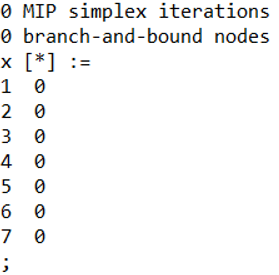 0 MIP simplex iterations
0 branch-and-bound nodes
x [*] :=
1  0
2  0
3  0
4  0
5  0
6  0
7  0
;